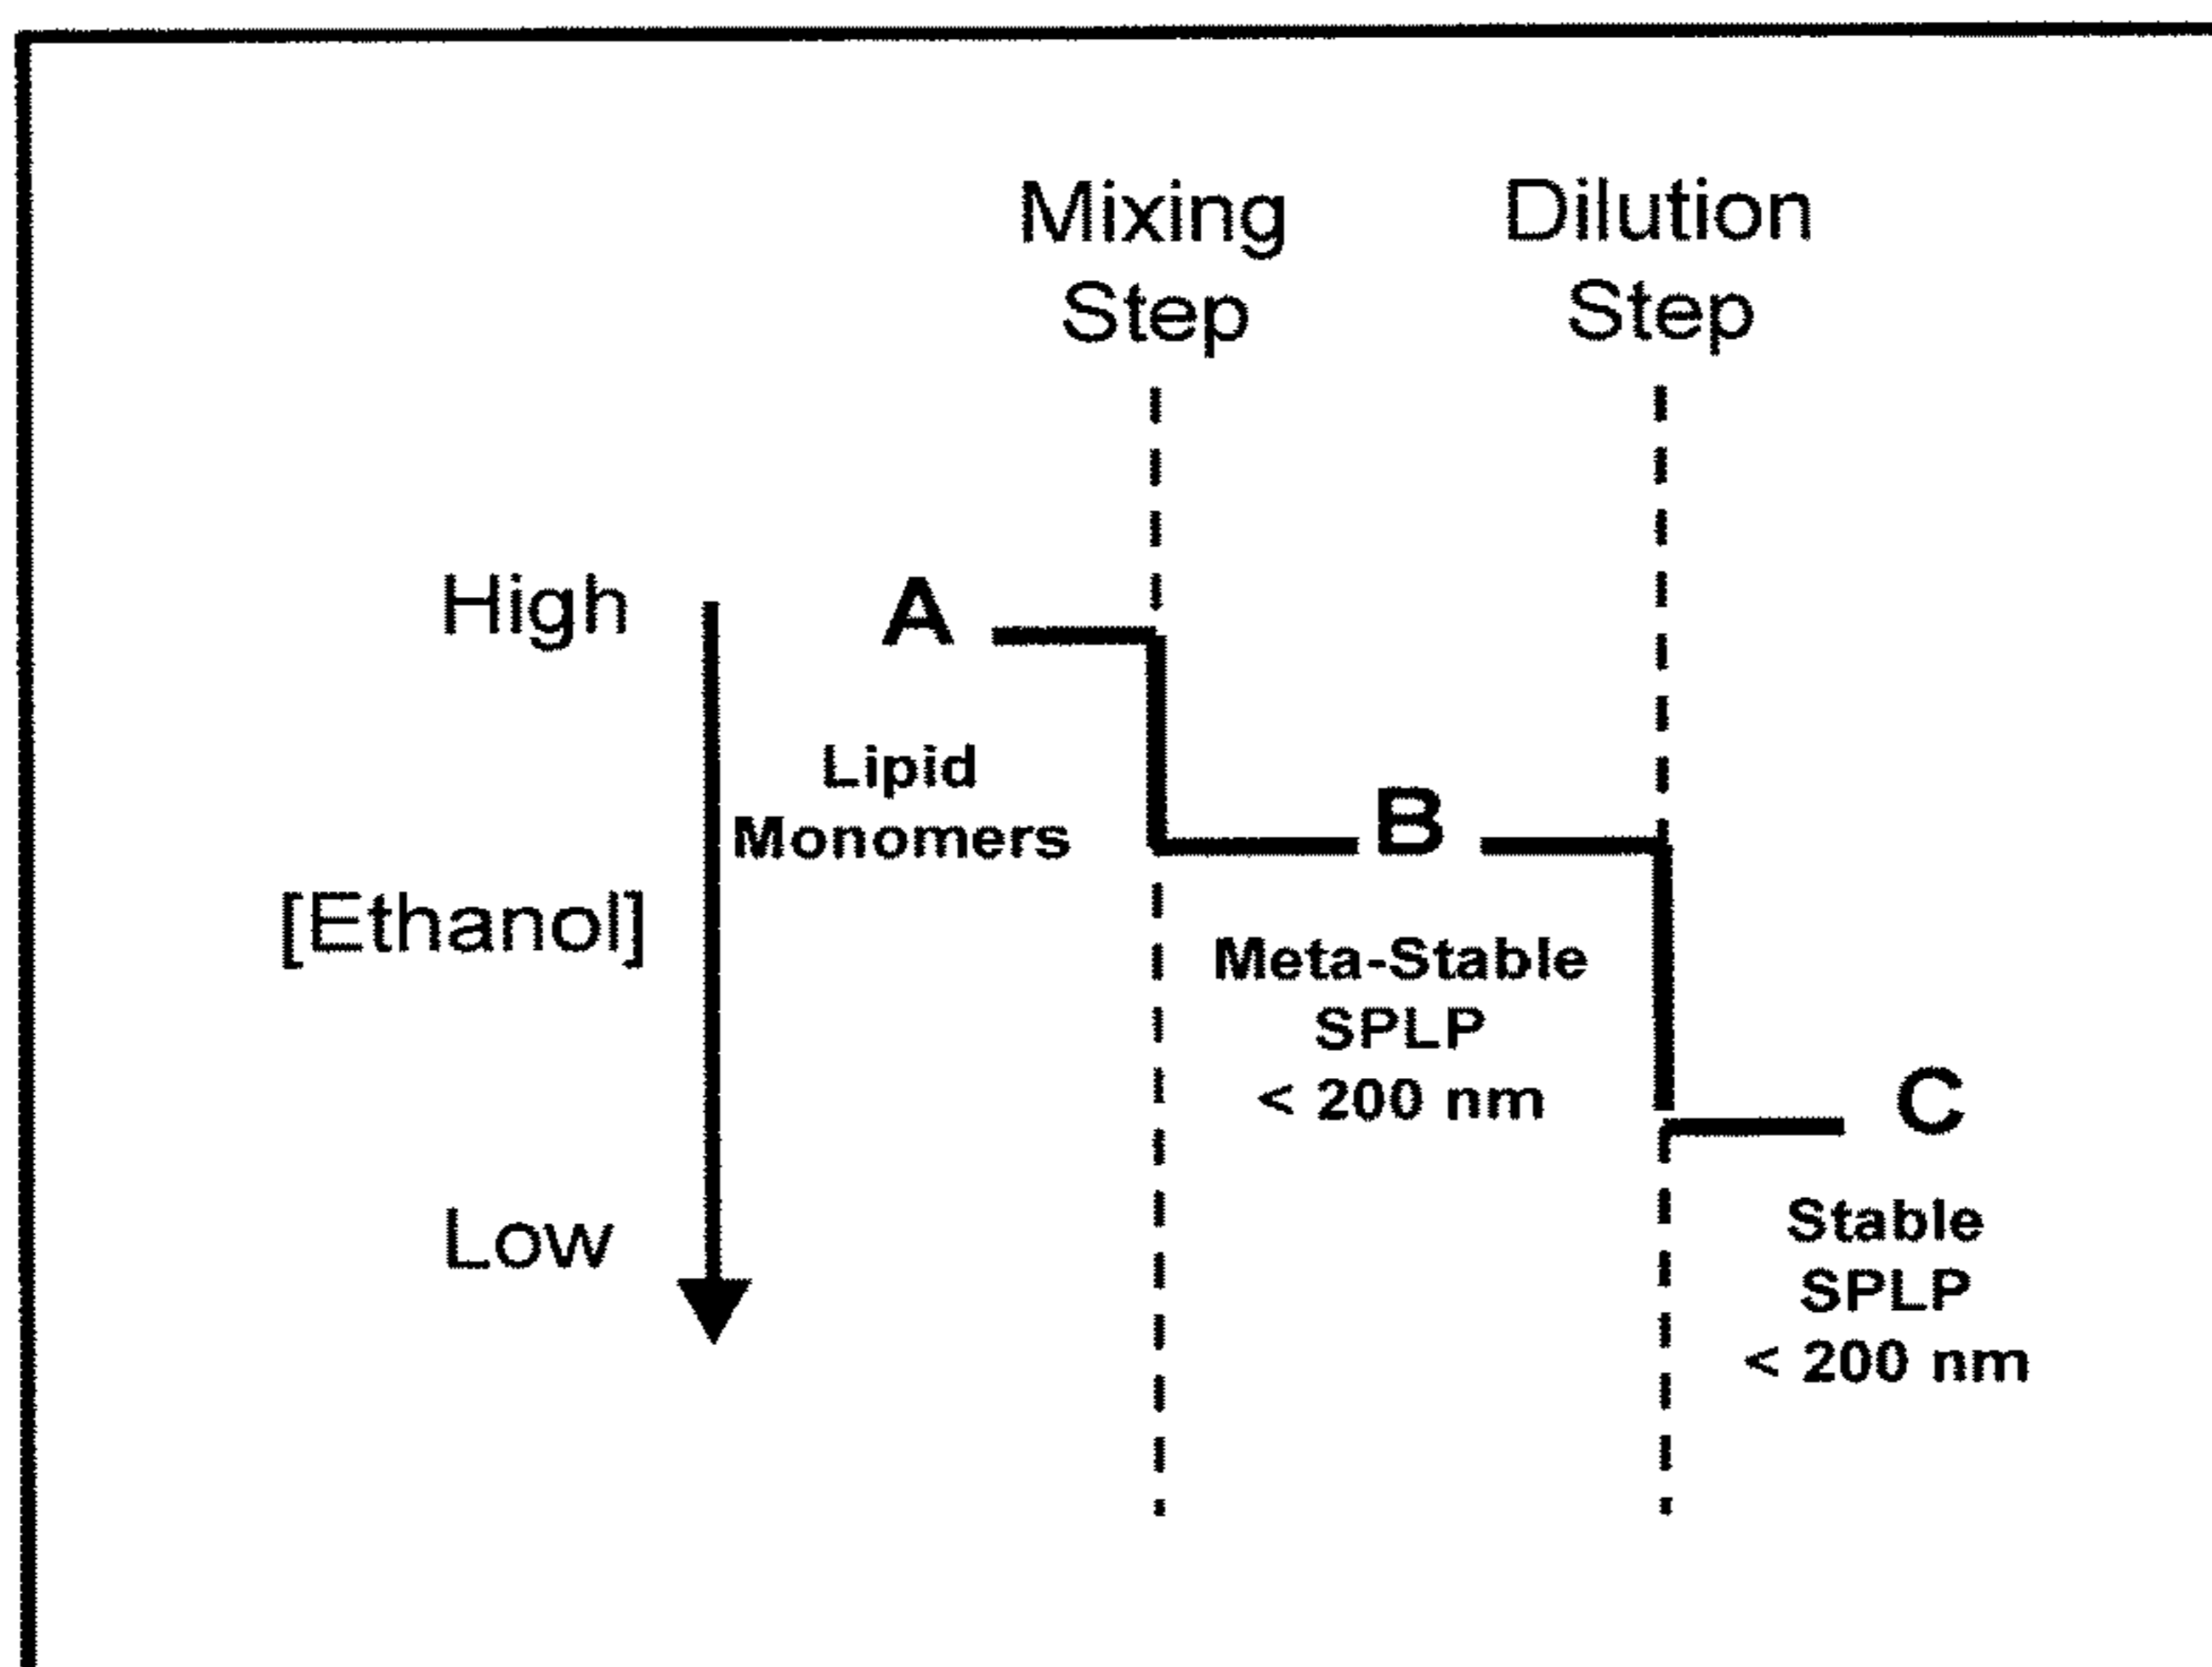 Mixing
Step
Dilution
Step
High
A
Lipid
Monomers
B
[Ethanol]
Meta-Stable
SPLP
< 200 nm
C
Low
Stable
SPLP
< 200 nm